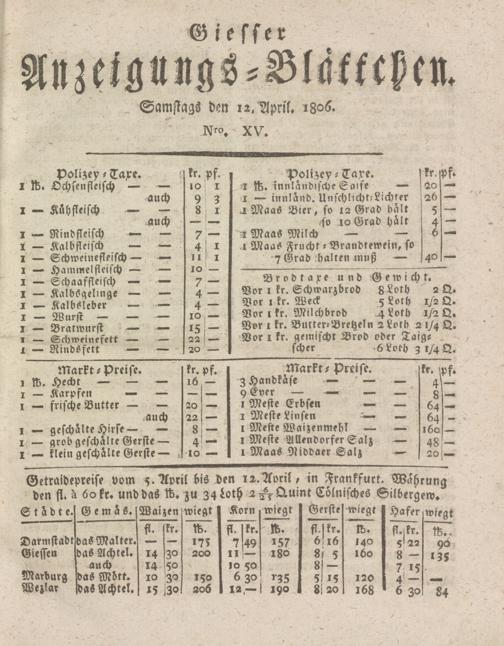 Giesser
Anzeigungs-Blättchen.
Samstags den 12. April. 1806.
Nro. XV.
Polizey-Taxe. kr. pf.
1 ℔. Ochsenfleisch — 10 1
auch 9 3
1 — Kühfleisch — 8 1
auch — —
1 — Rindfleisch — 7 —
1 — Kalbfleisch — 4 1
1 — Schweinefleisch — 11 1
1 — Hammelfleisch — 10 —
1 — Schaaffleisch — 7 —
1 — Kalbsgelinge — 4 —
1 — Kalbsleber — 4 —
1 — Wurst — 10 —
1 — Bratwurst — 15 —
1 — Schweinefett — 22 —
1 — Rindsfett — 20 —
Polizey-Taxe. kr. pf.
1 ℔. innländische Saife — 20 —
1 — innländ. Unschlitt-Lichter 26 —
1 Maas Bier, so 12 Grad hält 5 —
so 10 Grad hält 4 —
1 Maas Milch — 6 —
1 Maas Frucht-Brandtewein, so
7 Grad halten muß — 40 —
Brodtaxe und Gewicht.
Vor 1 kr. Schwarzbrod 8 Loth 2 Q.
Vor 1 kr. Weck 5 Loth 1/2 Q.
Vor 1 kr. Milchbrod 4 Loth 1/2 Q.
Vor 1 kr. Butter-Bretzeln 2 Loth 2 1/4 Q.
Vor 1 kr. gemischt Brod oder Taig-
scher 6 Loth 3 1/4 Q.
Markt-Preise. kr. pf.
1 ℔. Hecht — 16 —
1 — Karpfen — — —
1 — frische Butter — 20 —
auch 22 —
1 — geschälte Hirse — 8 —
1 — grob geschälte Gerste — 4 —
1 — klein geschälte Gerste — 10 —
Markt-Preise. kr. pf.
3 Handkäse — — 4 —
9 Eyer — — 8 —
1 Meste Erbsen — — 64 —
1 Meste Linsen — — 64 —
1 Meste Waizenmehl — — 160 —
1 Meste Allendorfer Salz — 48 —
1 Maas Niddaer Salz — 20 —
Getraidepreise vom 5. April bis den 12. April, in Frankfurt. Währung
den fl. à 60 kr. und das ℔. zu 34 Loth 2 Quint Cölnisches Silbergew.
Städte. Gemäs. Waizen wiegt Korn wiegt Gerste wiegt Hafer wiegt
fl. kr. ℔. fl. kr. ℔. fl. kr. ℔. fl. kr. ℔.
Darmstadt das Malter. — — 175 7 49 157 6 16 140 5 22 96
Giessen das Achtel. 14 30 200 11 — 180 8 5 160 8 — 135
auch 14 50 10 50 8 — 7 15
Marburg das Mött. 10 30 150 6 30 135 5 15 120 4 — —
Wezlar das Achtel. 15 30 206 12 — 190 8 20 168 6 30 84